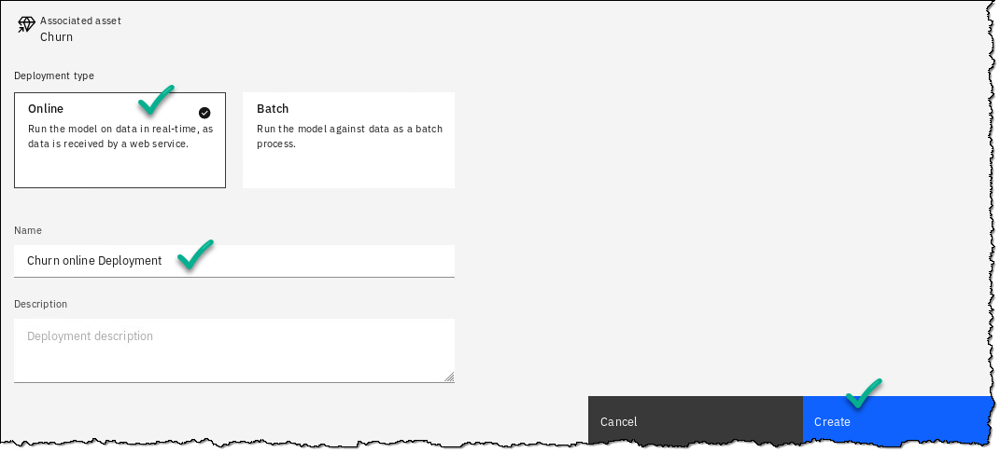 Associated asset
Churn
Deployment type
Online
Run the model on data in real-time, as
data is received by a web service.
Batch
Run the model against data as a batch
process.
Name
Churn online Deployment
Description
Deployment description
Cancel
Create